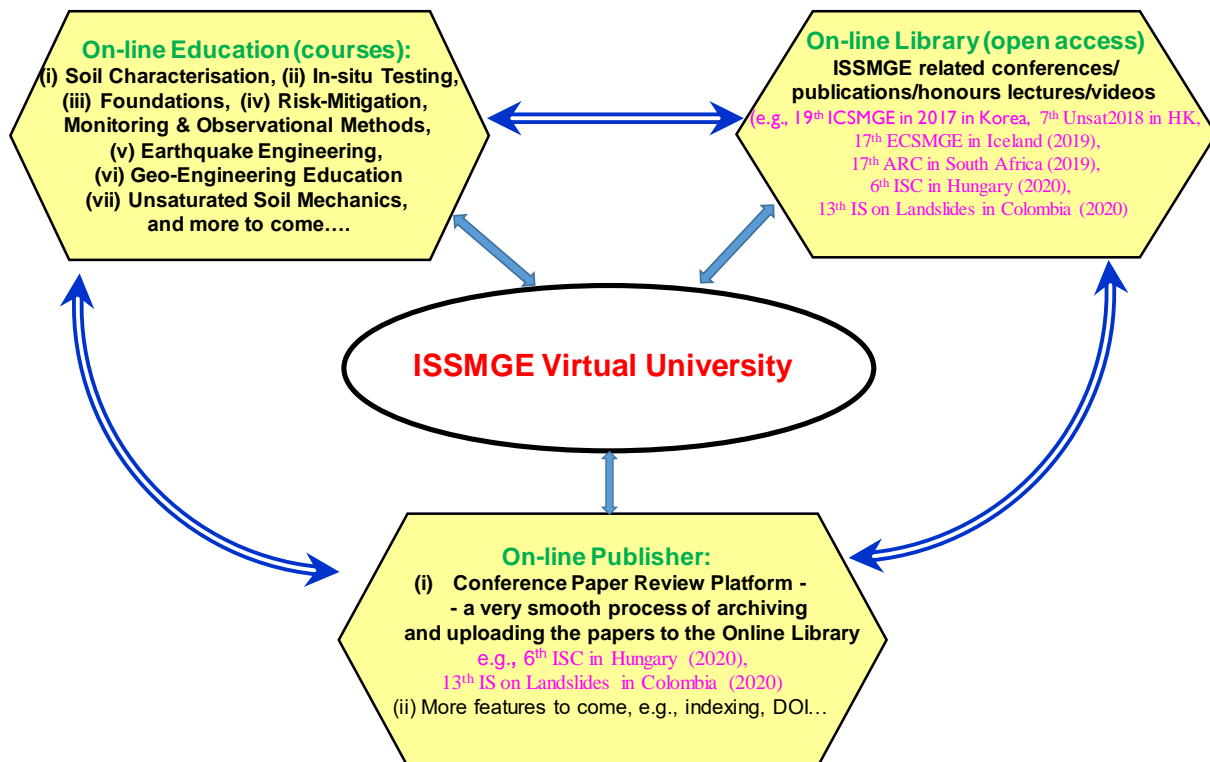 On-line Education (courses):
(i) Soil Characterisation, (ii) In-situ Testing,
(iii) Foundations, (iv) Risk-Mitigation,
Monitoring & Observational Methods,
(v) Earthquake Engineering,
(vi) Geo-Engineering Education
(vii) Unsaturated Soil Mechanics,
and more to come....
On-line Library (open access)
ISSMGE related conferences/
publications/honours lectures/videos
(e.g., 19th ICSMGE in 2017 in Korea, 7th Unsat2018 in HK,
17th ECSMGE in Iceland (2019),
17th ARC in South Africa (2019),
6th ISC in Hungary (2020),
13th IS on Landslides in Colombia (2020)
ISSMGE Virtual University
On-line Publisher:
(i) Conference Paper Review Platform -
- a very smooth process of archiving
and uploading the papers to the Online Library
e.g., 6th ISC in Hungary (2020),
13th IS on Landslides in Colombia (2020)
(ii) More features to come, e.g., indexing, DOI...